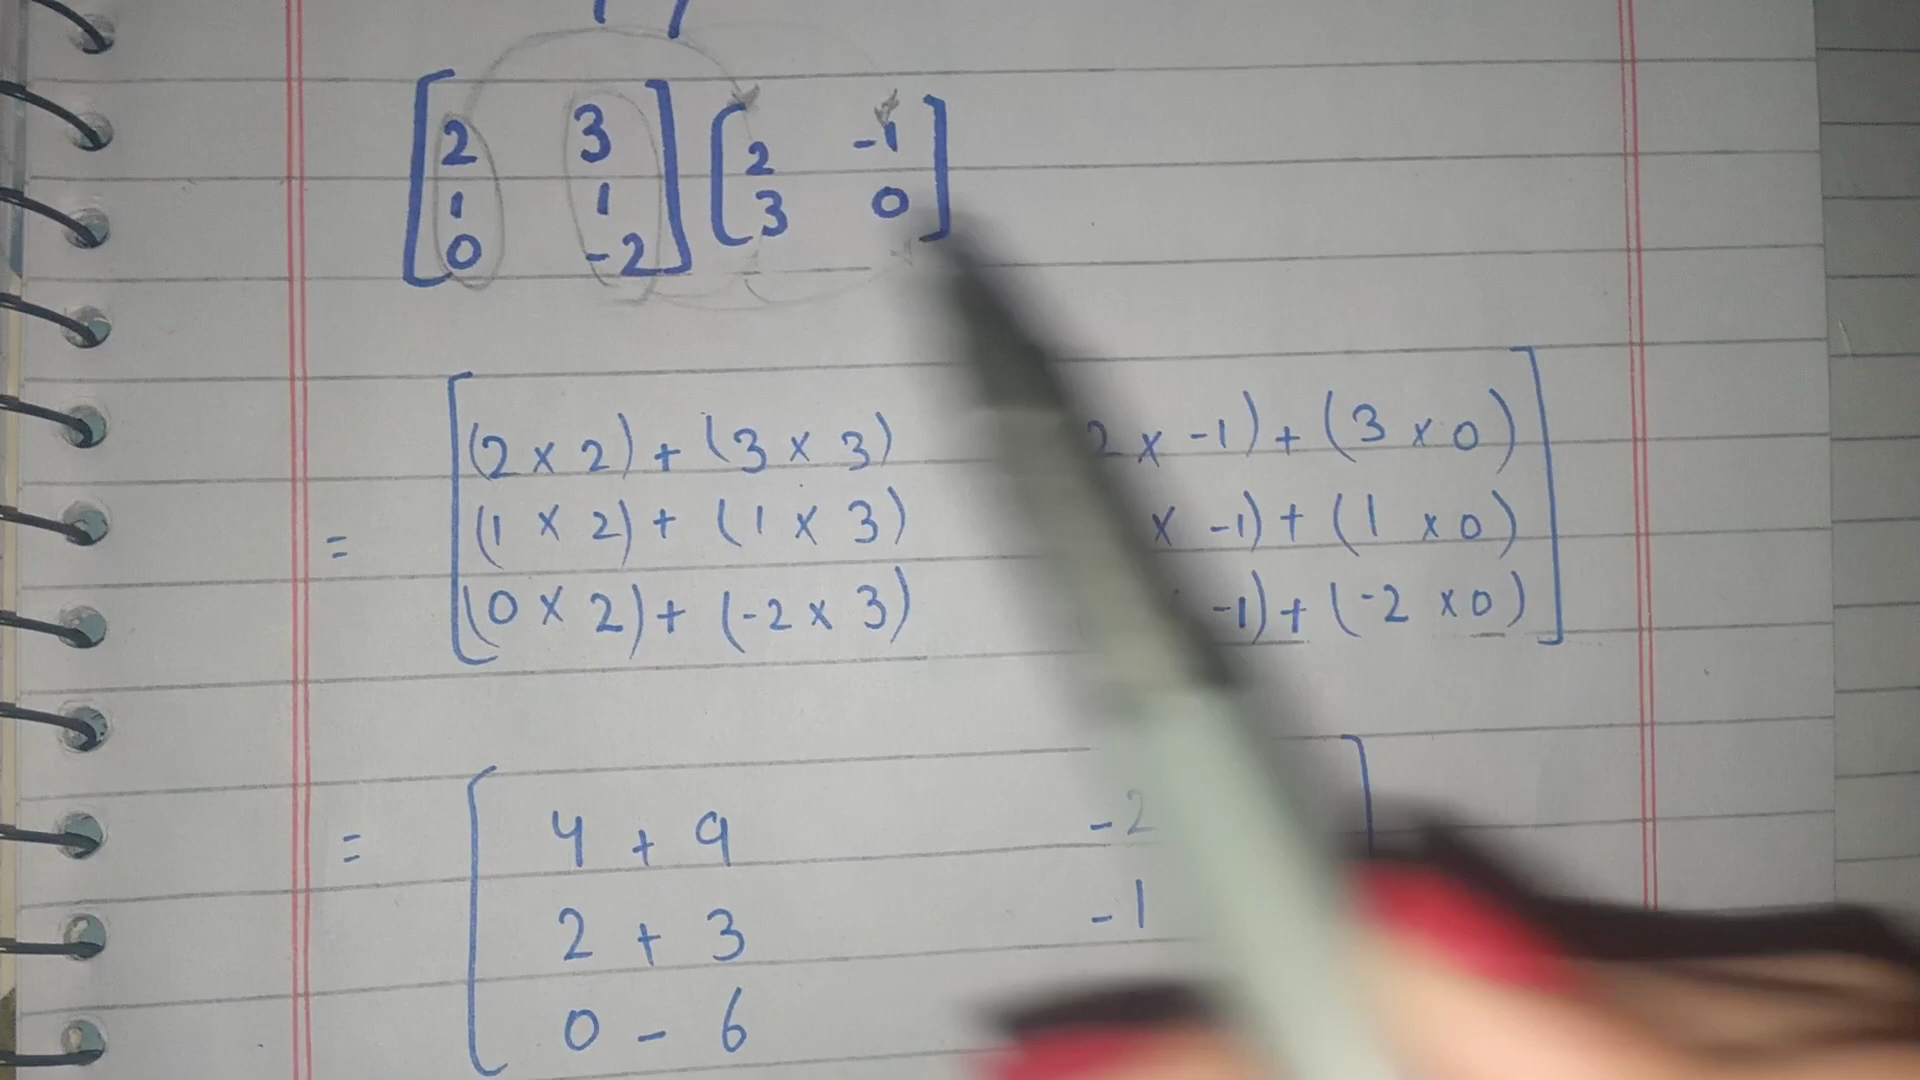 2 3 2 -1
1 1 3 0
0 -2
(2 × 2) + (3 × 3) 2 × -1) + (3 × 0)
= (1 × 2) + (1 × 3) × -1) + (1 × 0)
(0 × 2) + (-2 × 3) -1) + (-2 × 0)
= 4 + 9 -2
2 + 3 -1
0 - 6